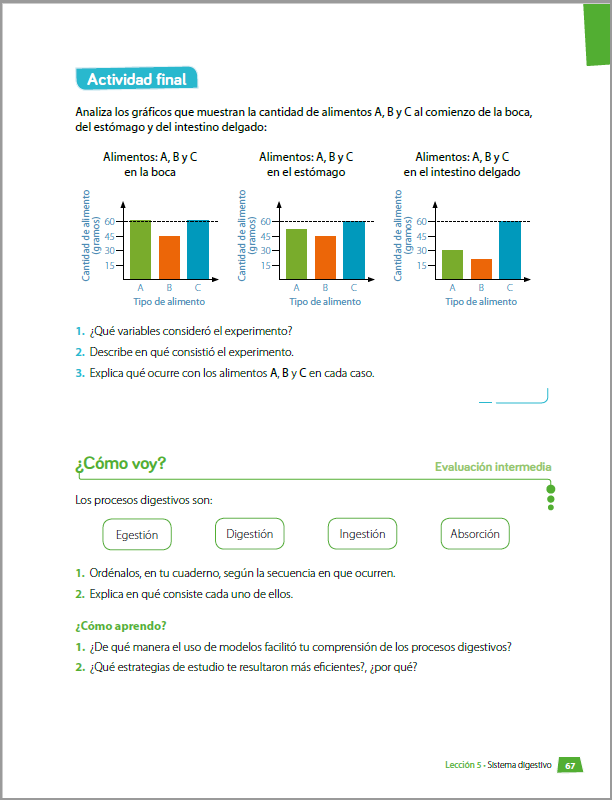 Actividad final
Analiza los gráficos que muestran la cantidad de alimentos A, B y C al comienzo de la boca,
del estómago y del intestino delgado:
Alimentos: A, B y C
en la boca
Cantidad de alimento
(gramos)
60
45
30
15
A B C
Tipo de alimento
Alimentos: A, B y C
en el estómago
Cantidad de alimento
(gramos)
60
45
30
15
A B C
Tipo de alimento
Alimentos: A, B y C
en el intestino delgado
Cantidad de alimento
(gramos)
60
45
30
15
A B C
Tipo de alimento
1. ¿Qué variables consideró el experimento?
2. Describe en qué consistió el experimento.
3. Explica qué ocurre con los alimentos A, B y C en cada caso.
¿Cómo voy?
Evaluación intermedia
Los procesos digestivos son:
Egestión
Digestión
Ingestión
Absorción
1. Ordénalos, en tu cuaderno, según la secuencia en que ocurren.
2. Explica en qué consiste cada uno de ellos.
¿Cómo aprendo?
1. ¿De qué manera el uso de modelos facilitó tu comprensión de los procesos digestivos?
2. ¿Qué estrategias de estudio te resultaron más eficientes?, ¿por qué?
Lección 5 • Sistema digestivo 67